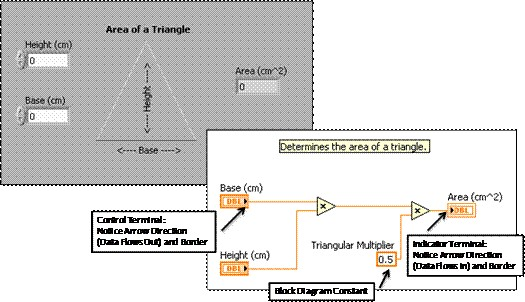 Area of a Triangle
Height (cm)
0
Area (cm^2)
0
Base (cm)
0
<---- Height ---->
<---- Base ---->
Determines the area of a triangle.
Base (cm)
DBL
Area (cm^2)
DBL
×
×
Control Terminal:
Notice Arrow Direction
(Data Flows Out) and Border
Height (cm)
DBL
Triangular Multiplier
0.5
Indicator Terminal:
Notice Arrow Direction
(Data Flows In) and Border
Block Diagram Constant